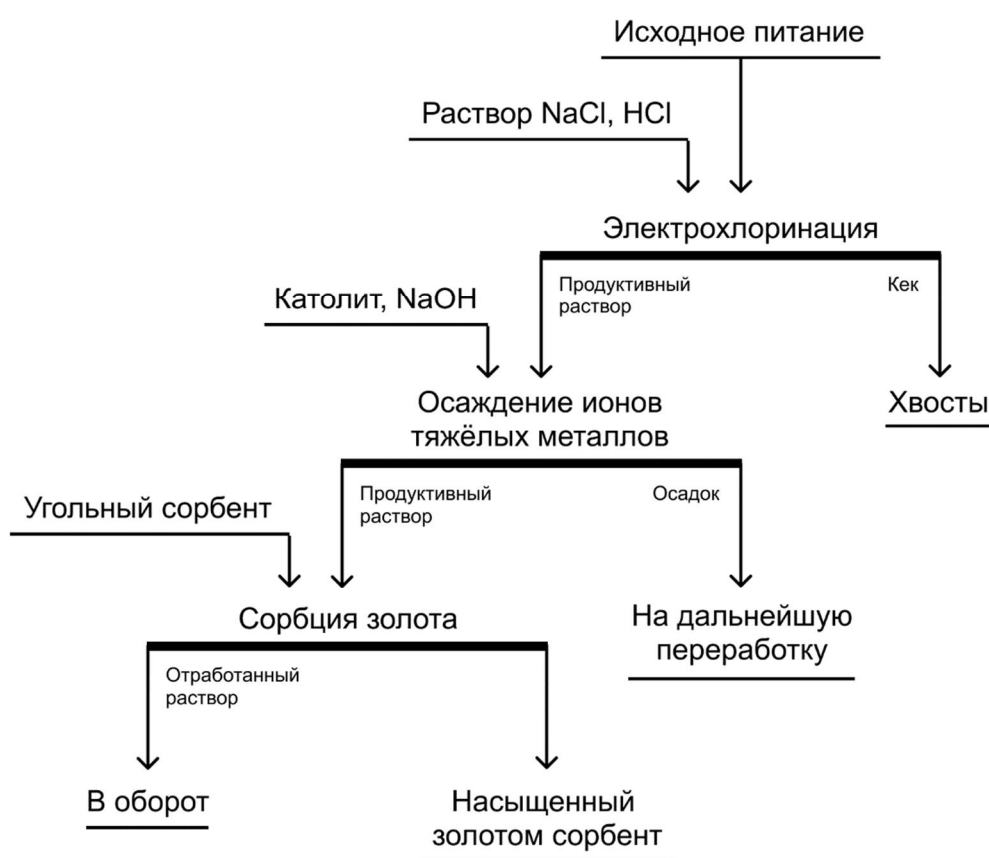 Исходное питание
Раствор NaCl, HCl
Электрохлоринация
Продуктивный
раствор
Кек
Католит, NaOH
Осаждение ионов
тяжёлых металлов
Хвосты
Продуктивный
раствор
Осадок
Угольный сорбент
Сорбция золота
На дальнейшую
переработку
Отработанный
раствор
В оборот
Насыщенный
золотом сорбент